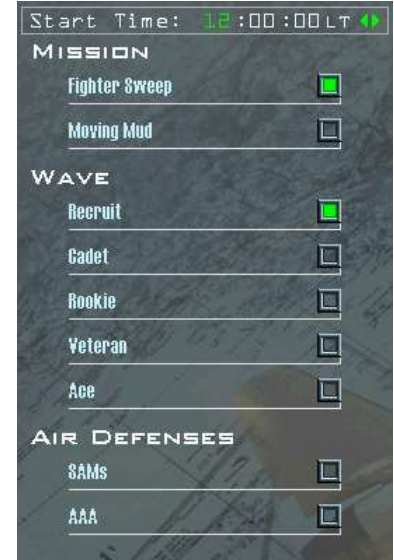 Start Time: 12:00:00LT
MISSION
Fighter Sweep
Moving Mud
WAVE
Recruit
Cadet
Rookie
Veteran
Ace
AIR DEFENSES
SAMs
AAA